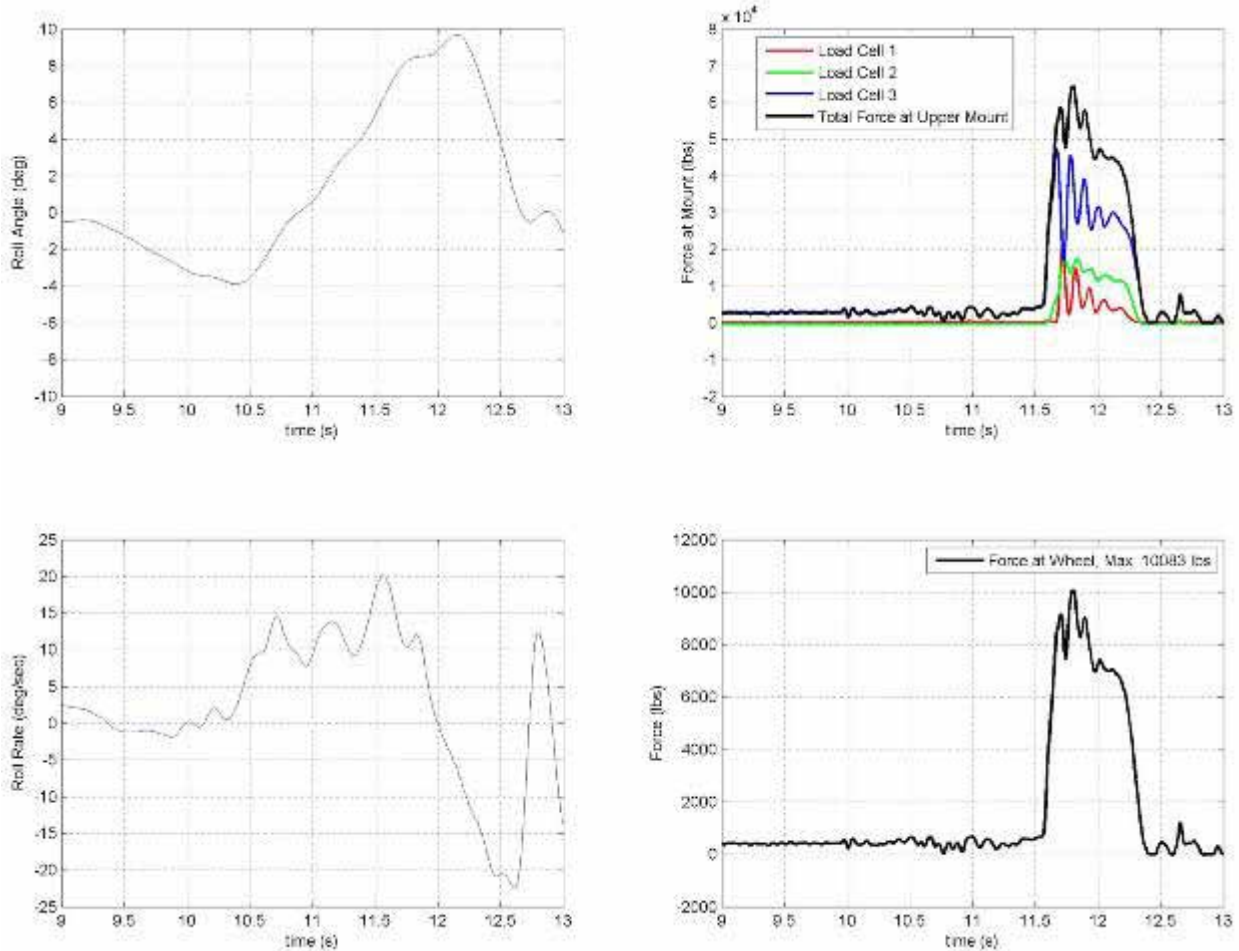 10
8
6
4
2
0
-2
-4
-6
8
-10
Roll Angle (deg)
9 9.5 10 10.5 11 11.5 12 12.5 13
time (s)
× 10⁴
8
7
6
5
4
3
2
1
0
-1
-2
Force at Mount (lbs)
Load Cell 1
Load Cell 2
Load Cell 3
Total Force at Upper Mount
9 9.5 10 10.5 11 11.5 12 12.5 13
time (s)
25
20
15
10
5
0
-5
-10
-15
-20
-25
Roll Rate (deg/sec)
9 9.5 10 10.5 11 11.5 12 12.5 13
time (s)
12000
10000
8000
6000
4000
2000
0
-2000
Force (lbs)
Force at Wheel, Max 10083 lbs
9 9.5 10 10.5 11 11.5 12 12.5 13
time (s)